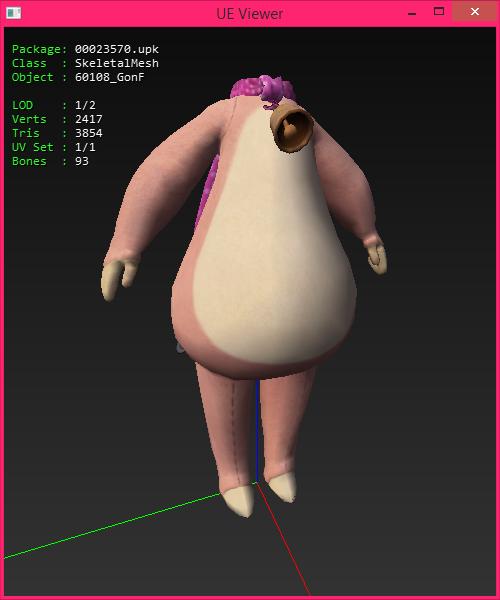 UE Viewer
Package: 00023570.upk
Class  : SkeletalMesh
Object : 60108_GonF
LOD    : 1/2
Verts  : 2417
Tris   : 3854
UV Set : 1/1
Bones  : 93